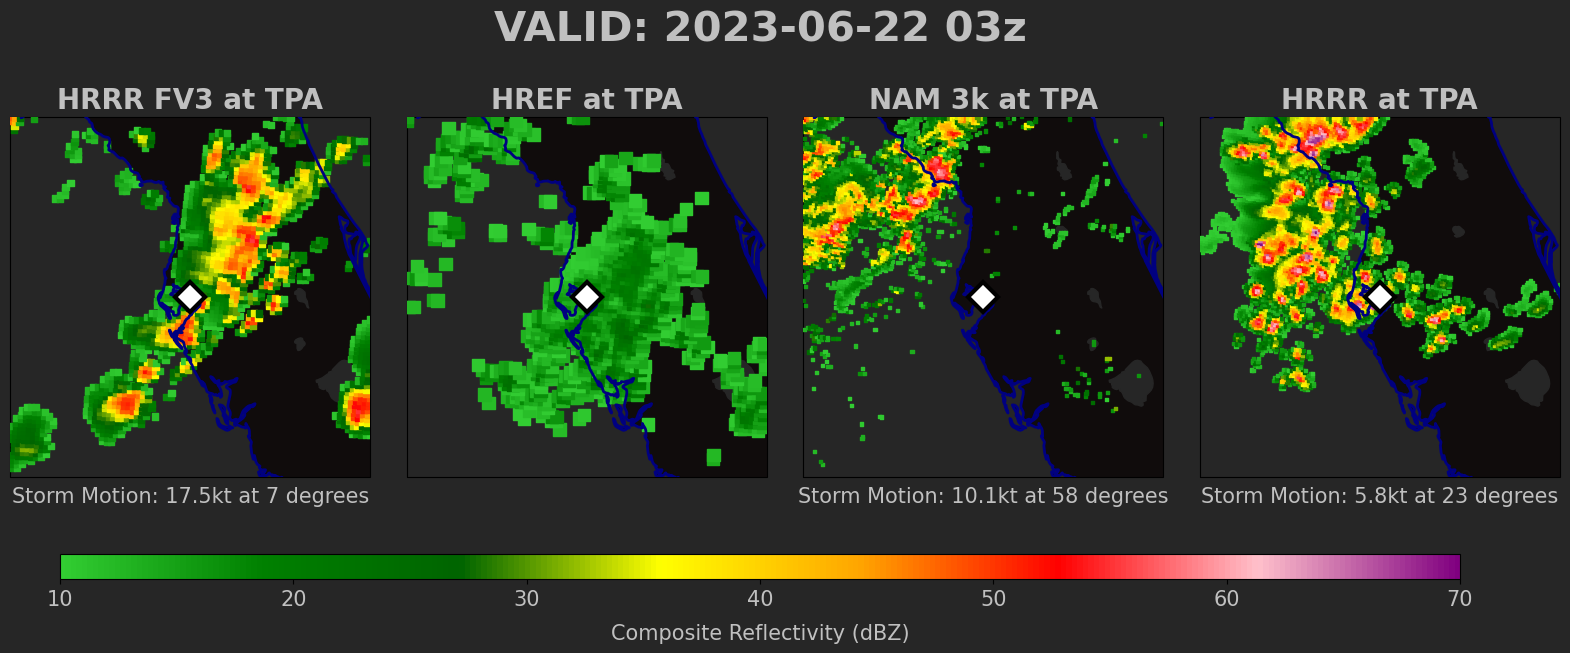 VALID: 2023-06-22 03z
HRRR FV3 at TPA
HREF at TPA
NAM 3k at TPA
HRRR at TPA
Storm Motion: 17.5kt at 7 degrees
Storm Motion: 10.1kt at 58 degrees
Storm Motion: 5.8kt at 23 degrees
10 20 30 40 50 60 70
Composite Reflectivity (dBZ)